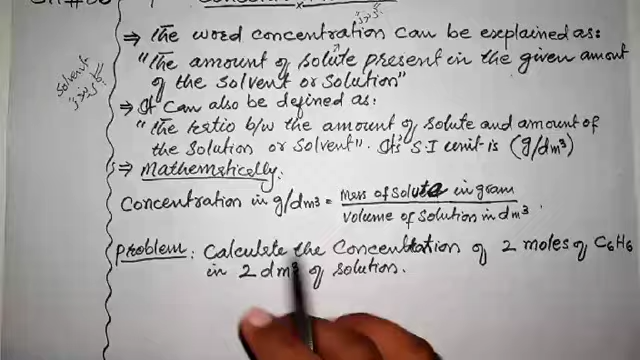 ⇒ The word concentration can be explained as:
"The amount of solute present in the given amount
of the solvent or solution"
solvent
⇒ It can also be defined as:
"The ratio b/w the amount of solute and amount of
the solution or solvent". Its S.I unit is (g/dm³)
⇒ Mathematically:
Concentration in g/dm³ = Mass of solute in gram
Volume of solution in dm³.
Problem: Calculate the concentration of 2 moles of C6H6
in 2 dm³ of solution.